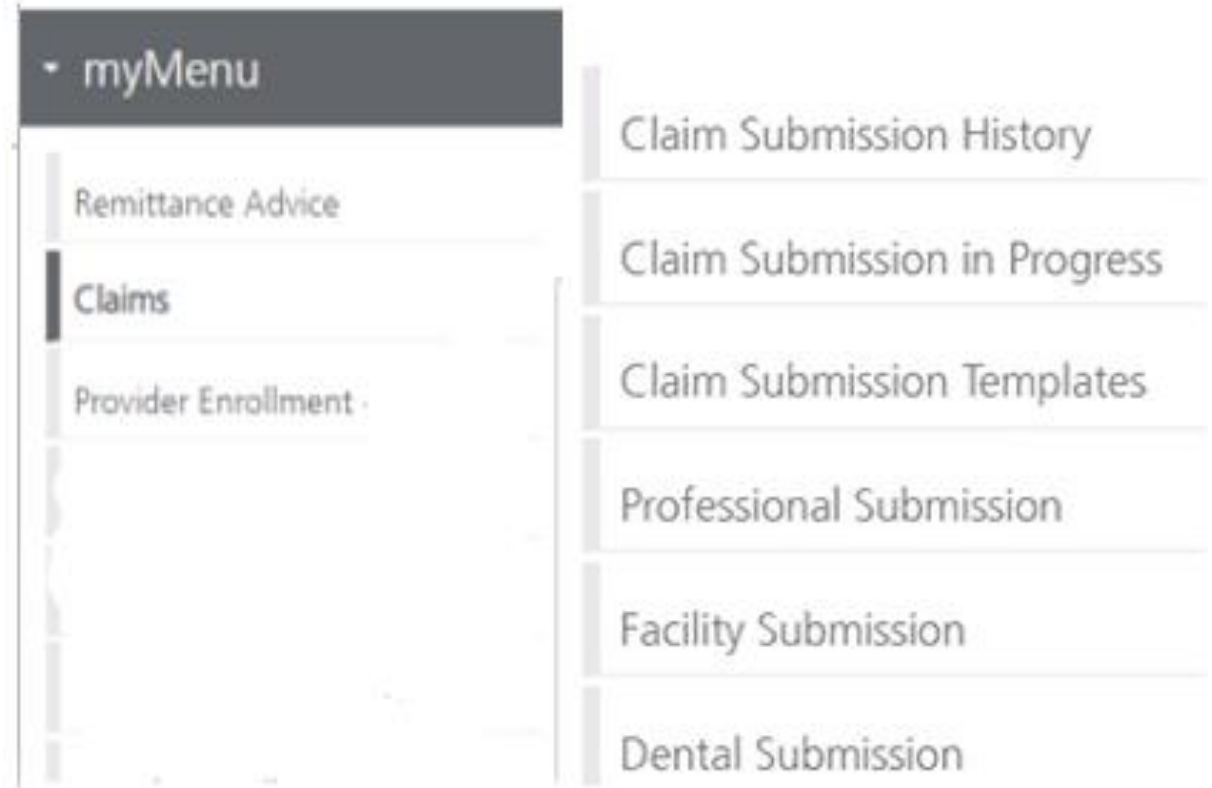 myMenu
Remittance Advice
Claims
Provider Enrollment
Claim Submission History
Claim Submission in Progress
Claim Submission Templates
Professional Submission
Facility Submission
Dental Submission